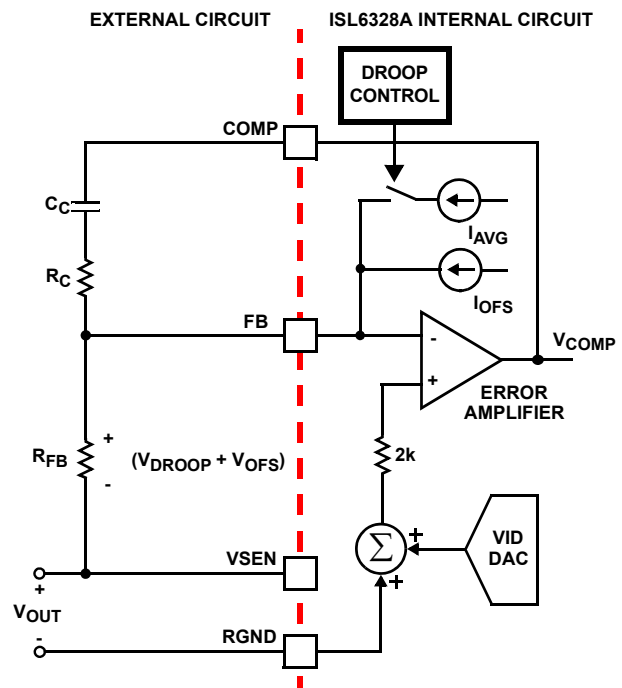 EXTERNAL CIRCUIT
ISL6328A INTERNAL CIRCUIT
DROOP
CONTROL
COMP
CC
IAVG
RC
IOFS
FB
-
VCOMP
+
ERROR
AMPLIFIER
RFB
+
-
(VDROOP + VOFS)
2k
VSEN
Σ
+
+
VID
DAC
+
VOUT
-
RGND